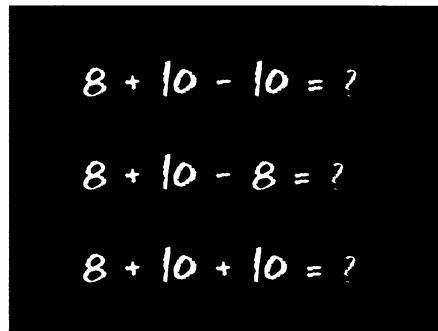 8 + 10 - 10 = ?
8 + 10 - 8 = ?
8 + 10 + 10 = ?